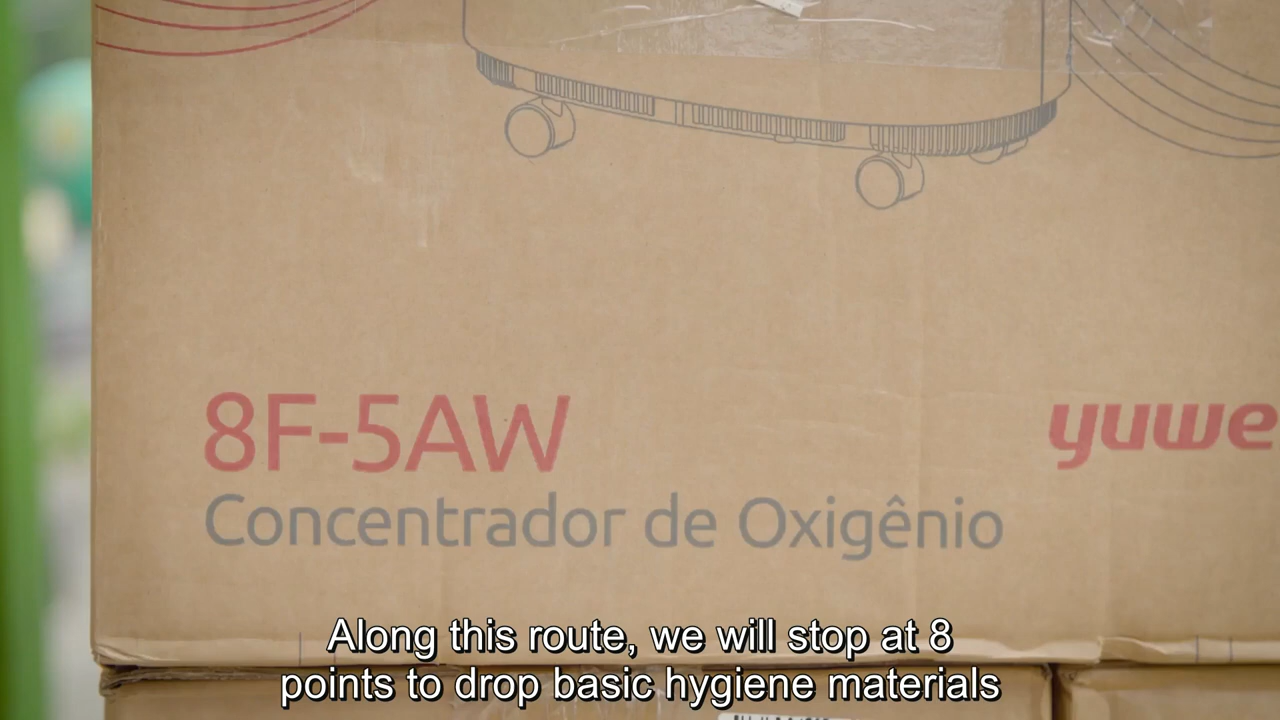 8F-5AW
yuwe
Concentrador de Oxigênio
Along this route, we will stop at 8
points to drop basic hygiene materials